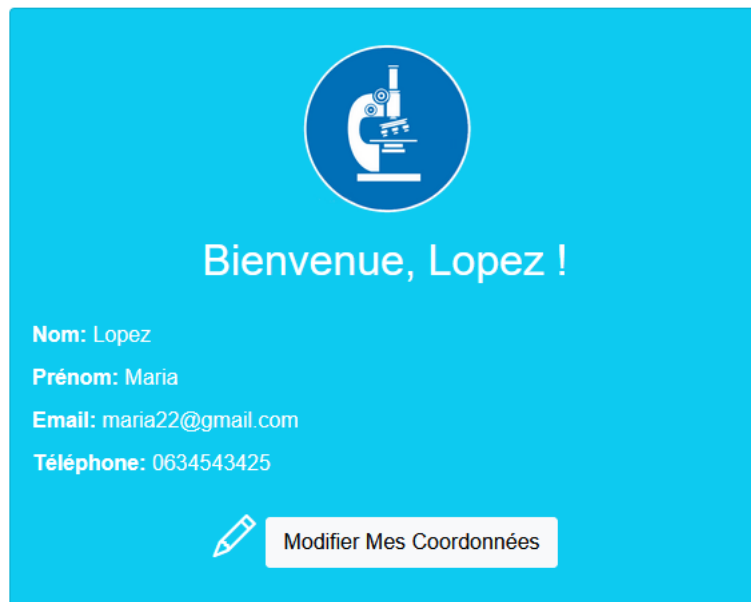 Bienvenue, Lopez !
Nom: Lopez
Prénom: Maria
Email: maria22@gmail.com
Téléphone: 0634543425
Modifier Mes Coordonnées